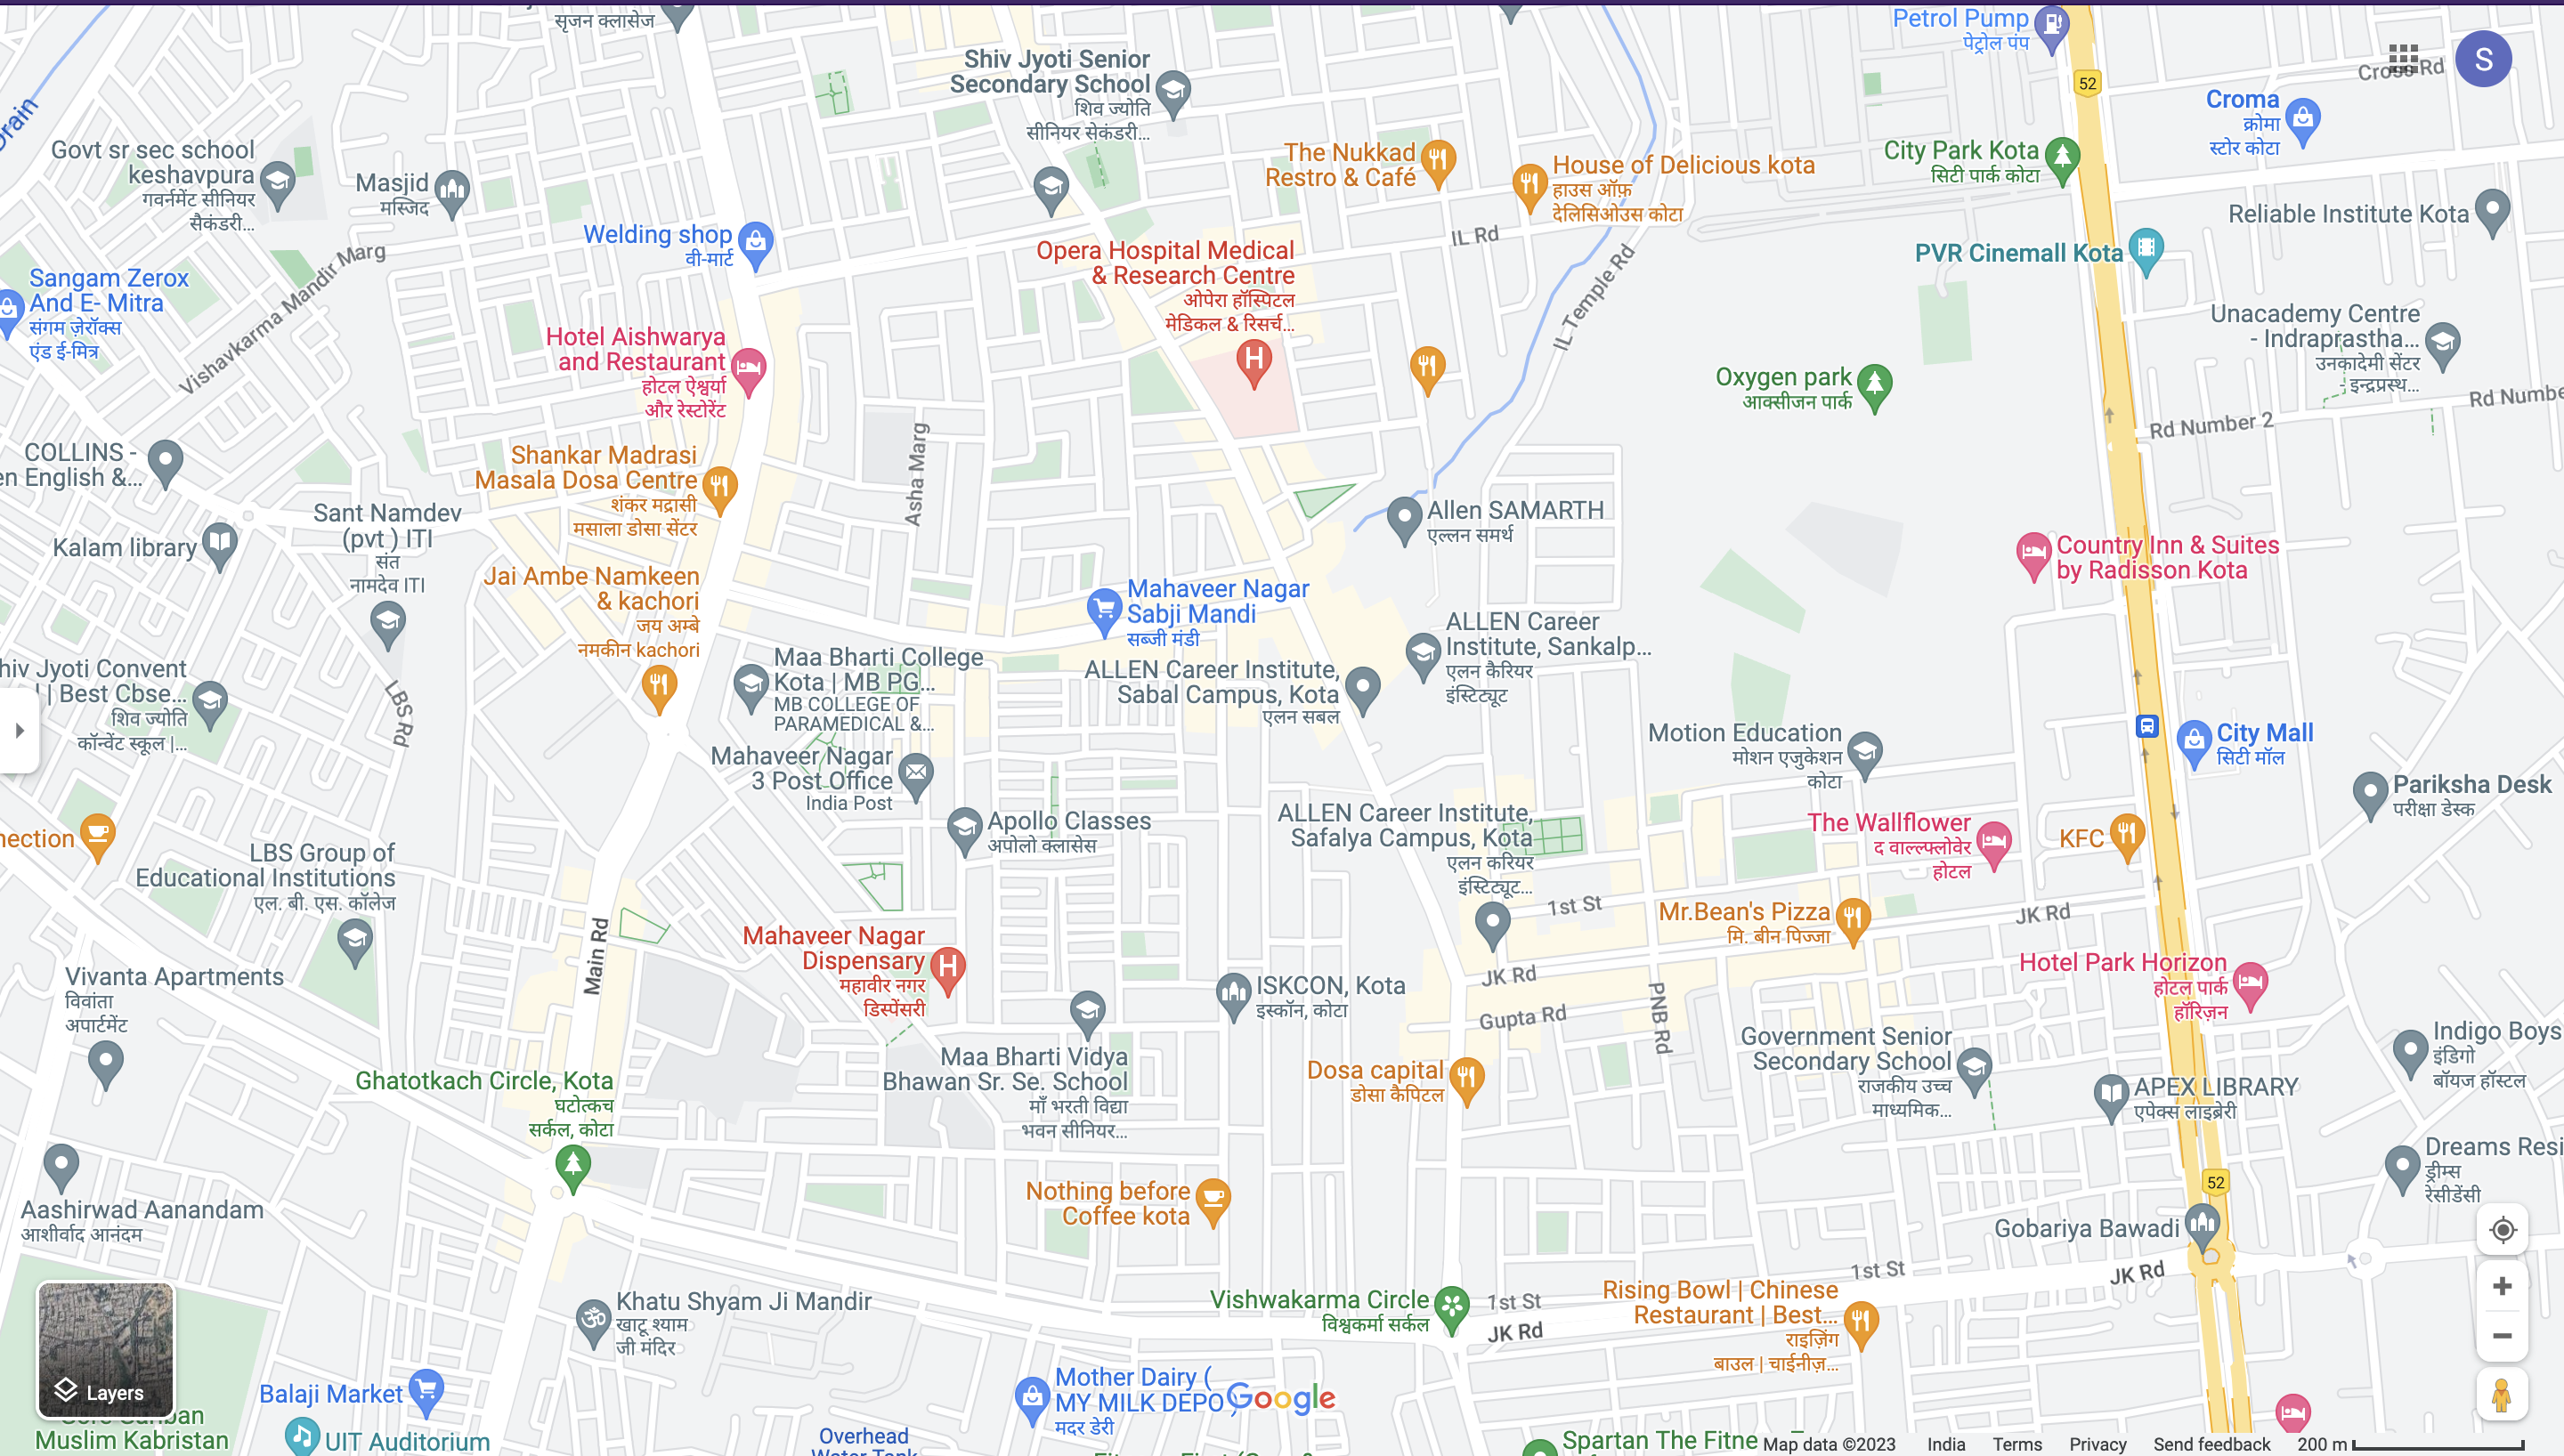 सृजन क्लासेज
Petrol Pump
पेट्रोल पंप
52
Cross Rd
S
Shiv Jyoti Senior
Secondary School
शिव ज्योति
सीनियर सेकंडरी...
Croma
क्रोमा
स्टोर कोटा
Drain
Govt sr sec school
keshavpura
गवर्नमेंट सीनियर
सैकंडरी...
Masjid
मस्जिद
The Nukkad
Restro & Café
House of Delicious kota
हाउस ऑफ़
देलिसिओउस कोटा
City Park Kota
सिटी पार्क कोटा
Reliable Institute Kota
Welding shop
वी-मार्ट
IL Rd
PVR Cinemall Kota
Opera Hospital Medical
& Research Centre
ओपेरा हॉस्पिटल
मेडिकल & रिसर्च...
Vishavkarma Mandir Marg
Sangam Zerox
And E- Mitra
संगम ज़ेरॉक्स
एंड ई-मित्र
IL Temple Rd
Unacademy Centre
- Indraprastha...
उनकादेमी सेंटर
- इन्द्रप्रस्थ...
Hotel Aishwarya
and Restaurant
होटल ऐश्वर्या
और रेस्टोरेंट
Oxygen park
आक्सीजन पार्क
Rd Number 2
Rd Numbe
COLLINS -
en English &...
Shankar Madrasi
Masala Dosa Centre
शंकर मद्रासी
मसाला डोसा सेंटर
Asha Marg
Allen SAMARTH
एल्लन समर्थ
Sant Namdev
(pvt ) ITI
संत
नामदेव ITI
Kalam library
Country Inn & Suites
by Radisson Kota
Jai Ambe Namkeen
& kachori
जय अम्बे
नमकीन kachori
Mahaveer Nagar
Sabji Mandi
सब्जी मंडी
ALLEN Career
Institute, Sankalp...
एलन कैरियर
इंस्टिट्यूट
Maa Bharti College
Kota | MB PG...
MB COLLEGE OF
PARAMEDICAL &...
ALLEN Career Institute,
Sabal Campus, Kota
एलन सबल
hiv Jyoti Convent
| Best Cbse...
शिव ज्योति
कॉन्वेंट स्कूल |...
LBS Rd
Motion Education
मोशन एजुकेशन
कोटा
City Mall
सिटी मॉल
Mahaveer Nagar
3 Post Office
India Post
Pariksha Desk
परीक्षा डेस्क
nection
Apollo Classes
अपोलो क्लासेस
ALLEN Career Institute,
Safalya Campus, Kota
एलन करियर
इंस्टिट्यूट...
The Wallflower
द वाल्ल्फ्लोवेर
होटल
KFC
LBS Group of
Educational Institutions
एल. बी. एस. कॉलेज
1st St
Mr.Bean's Pizza
मि. बीन पिज्जा
JK Rd
Main Rd
Mahaveer Nagar
Dispensary
महावीर नगर
डिस्पेंसरी
JK Rd
Hotel Park Horizon
होटल पार्क
हॉरिज़न
Vivanta Apartments
विवांता
अपार्टमेंट
ISKCON, Kota
इस्कॉन, कोटा
Gupta Rd
PNB Rd
Government Senior
Secondary School
राजकीय उच्च
माध्यमिक...
Indigo Boys
इंडिगो
बॉयज हॉस्टल
Maa Bharti Vidya
Bhawan Sr. Se. School
माँ भरती विद्या
भवन सीनियर...
Dosa capital
डोसा कैपिटल
APEX LIBRARY
एपेक्स लाइब्रेरी
Ghatotkach Circle, Kota
घटोत्कच
सर्कल, कोटा
Dreams Resi
ड्रीम्स
रेसीडेंसी
52
Aashirwad Aanandam
आशीर्वाद आनंदम
Nothing before
Coffee kota
Gobariya Bawadi
1st St
JK Rd
Khatu Shyam Ji Mandir
खाटू श्याम
जी मंदिर
Vishwakarma Circle
विश्वकर्मा सर्कल
1st St
JK Rd
Rising Bowl | Chinese
Restaurant | Best...
राइज़िंग
बाउल | चाईनीज़...
Layers
Balaji Market
Mother Dairy (
MY MILK DEPO
मदर डेरी
Google
Muslim Kabristan
UIT Auditorium
Overhead
Spartan The Fitne
Map data ©2023 India Terms Privacy Send feedback 200 m